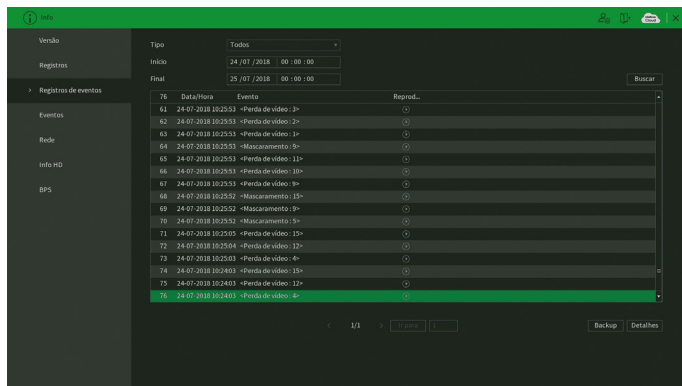 Info
Intelbras Cloud
Versão
Registros
Registros de eventos
Eventos
Rede
Info HD
BPS
Tipo Todos
Início 24 /07 /2018 00 : 00 : 00
Final 25 /07 /2018 00 : 00 : 00
Buscar
76 Data/Hora Evento Reprod...
61 24-07-2018 10:25:53 <Perda de vídeo : 3>
62 24-07-2018 10:25:53 <Perda de vídeo : 2>
63 24-07-2018 10:25:53 <Perda de vídeo : 1>
64 24-07-2018 10:25:53 <Mascaramento : 9>
65 24-07-2018 10:25:53 <Perda de vídeo : 11>
66 24-07-2018 10:25:53 <Perda de vídeo : 10>
67 24-07-2018 10:25:53 <Perda de vídeo : 9>
68 24-07-2018 10:25:52 <Mascaramento : 15>
69 24-07-2018 10:25:52 <Mascaramento : 9>
70 24-07-2018 10:25:52 <Mascaramento : 5>
71 24-07-2018 10:25:05 <Perda de vídeo : 15>
72 24-07-2018 10:25:04 <Perda de vídeo : 12>
73 24-07-2018 10:25:03 <Perda de vídeo : 4>
74 24-07-2018 10:24:03 <Perda de vídeo : 15>
75 24-07-2018 10:24:03 <Perda de vídeo : 12>
76 24-07-2018 10:24:03 <Perda de vídeo : 4>
1/1 Ir para 1
Backup Detalhes